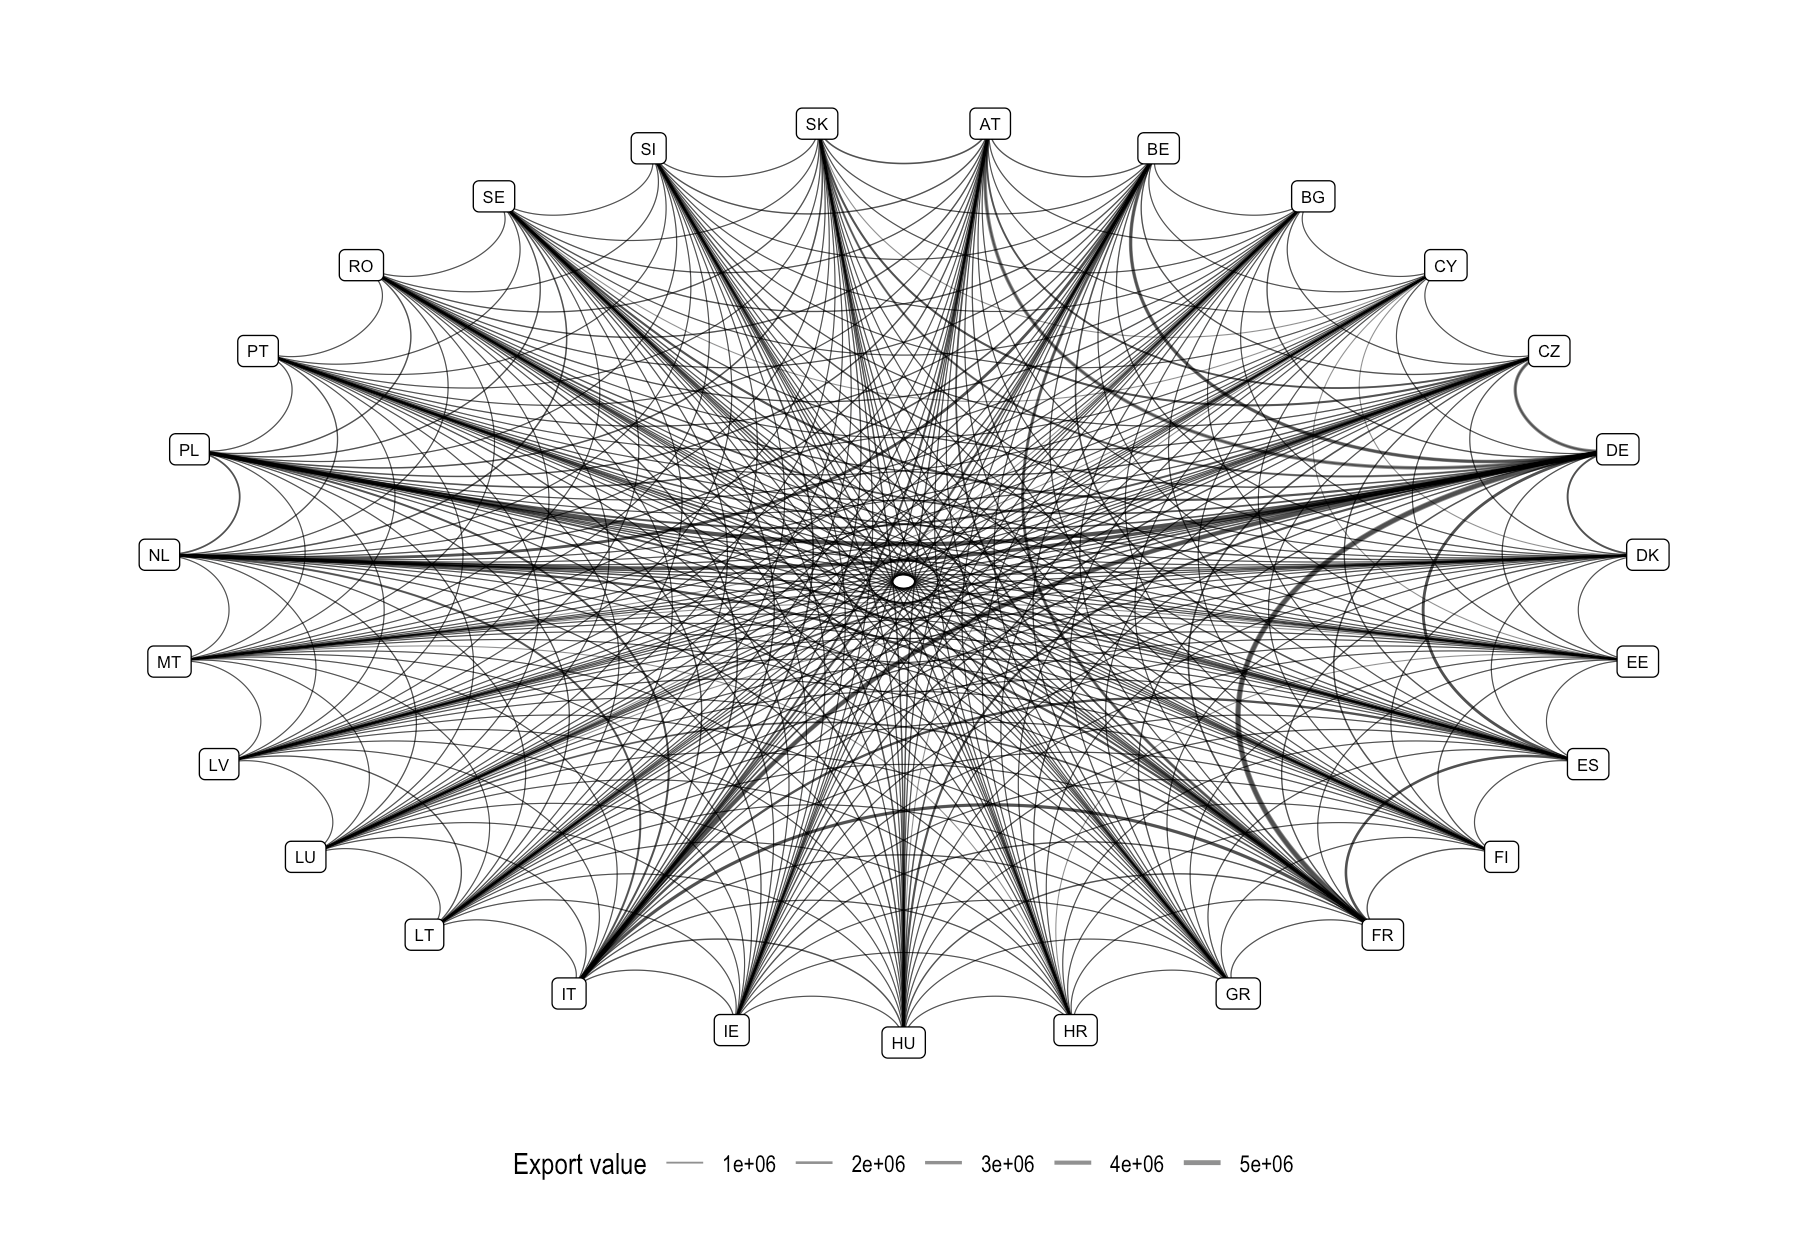 SK
AT
SI
BE
SE
BG
RO
CY
PT
CZ
PL
DE
NL
DK
MT
EE
LV
ES
LU
FI
LT
FR
IT
GR
IE
HR
HU
Export value 1e+06 2e+06 3e+06 4e+06 5e+06